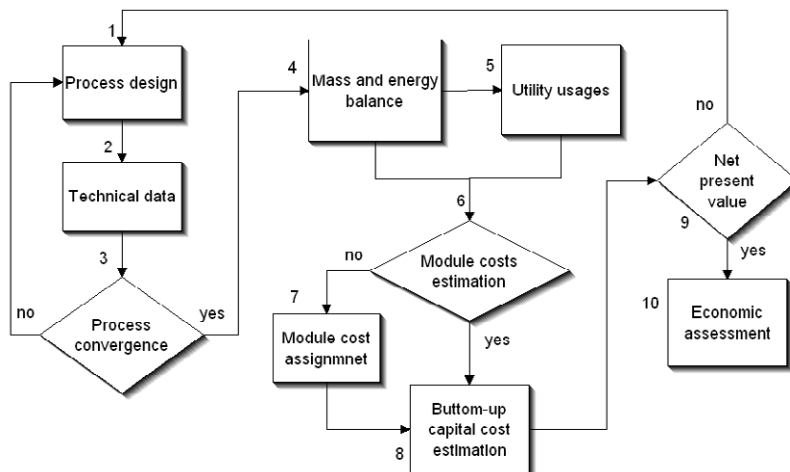 1
Process design
2
Technical data
3
no
Process
convergence
yes
4
Mass and energy
balance
5
Utility usages
6
no
Module costs
estimation
7
yes
Module cost
assignmnet
8
Buttom-up
capital cost
estimation
no
Net
present
value
9
yes
10
Economic
assessment